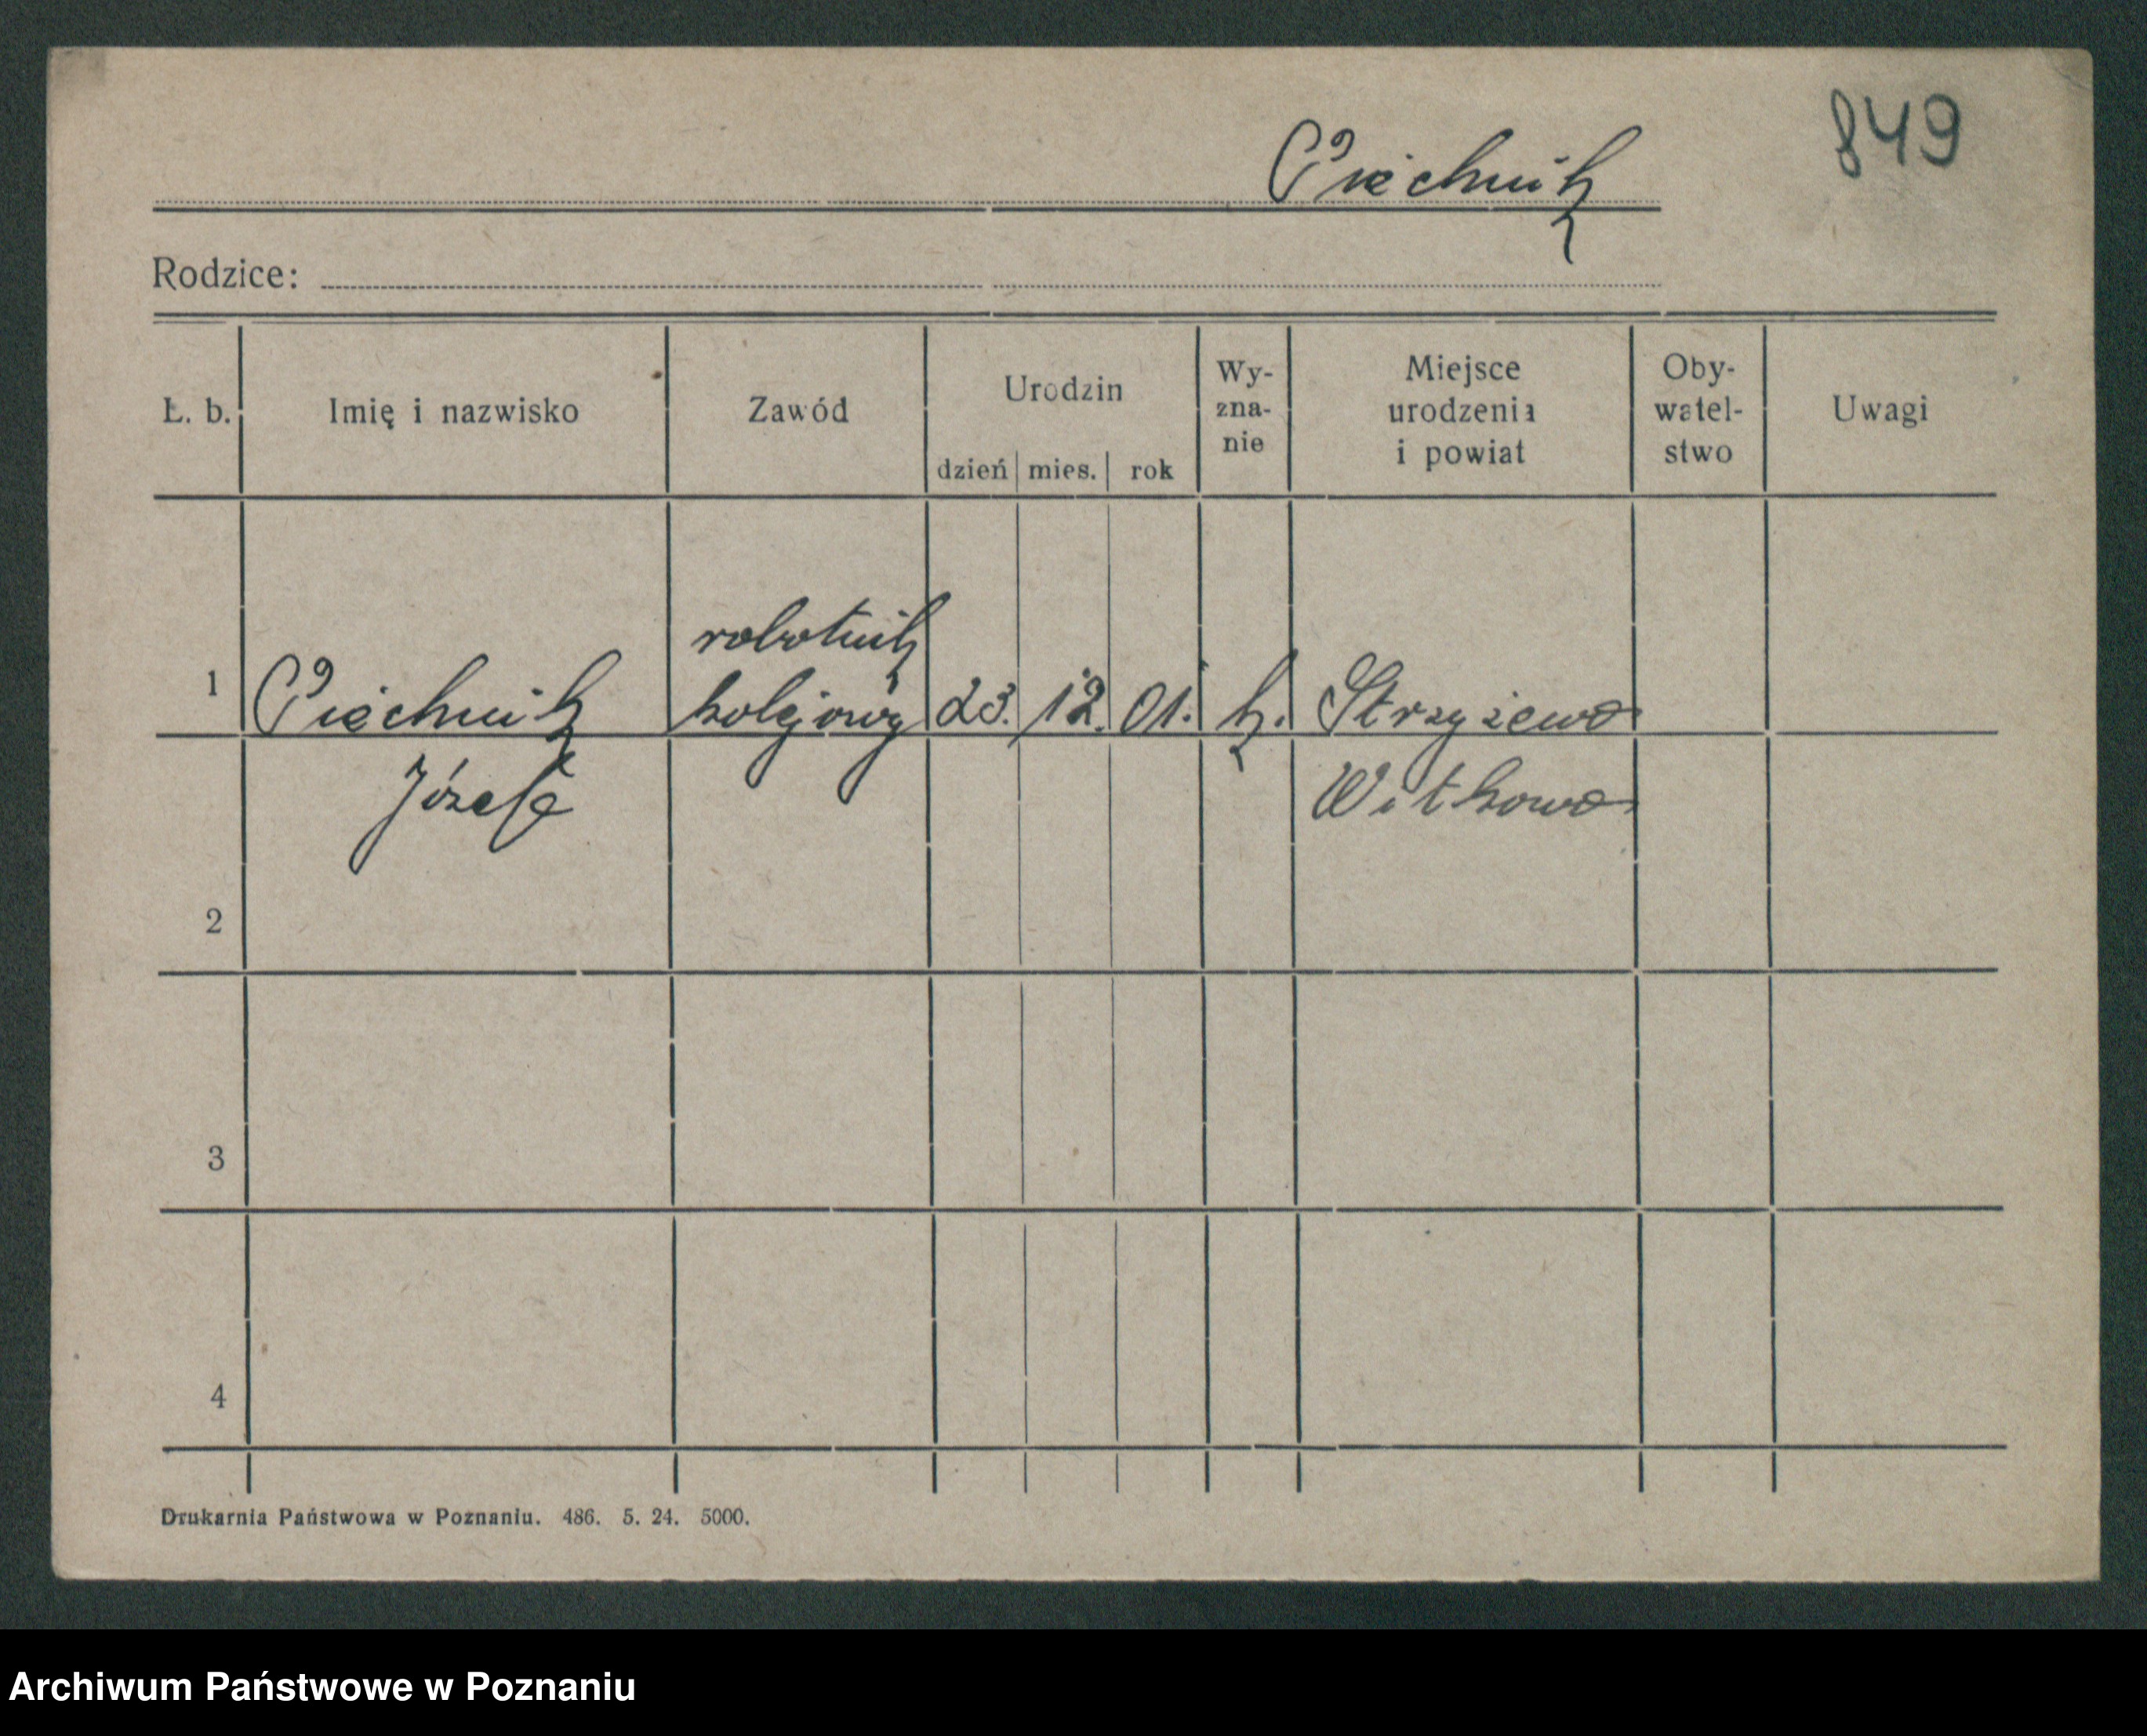 849
Piechnik
Rodzice:
Ł. b. Imię i nazwisko Zawód Urodzin dzień mies. rok Wy-zna-nie Miejsce urodzenia i powiat Oby-watel-stwo Uwagi
robotnik
1 Piechnik kolejowy 23. 12. 01. k. Strzyżewo
Józef Witkowo
2
3
4
Drukarnia Państwowa w Poznaniu. 486. 5. 24. 5000.
Archiwum Państwowe w Poznaniu